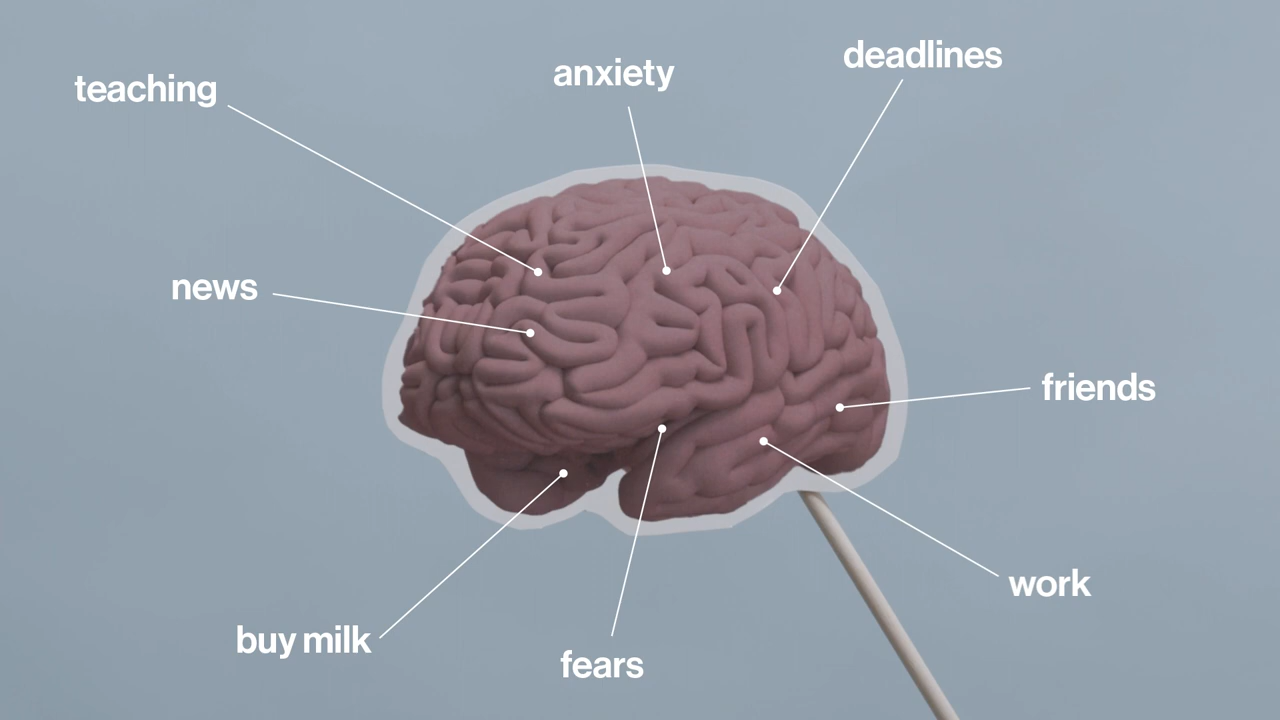 deadlines
anxiety
teaching
news
friends
work
buy milk
fears